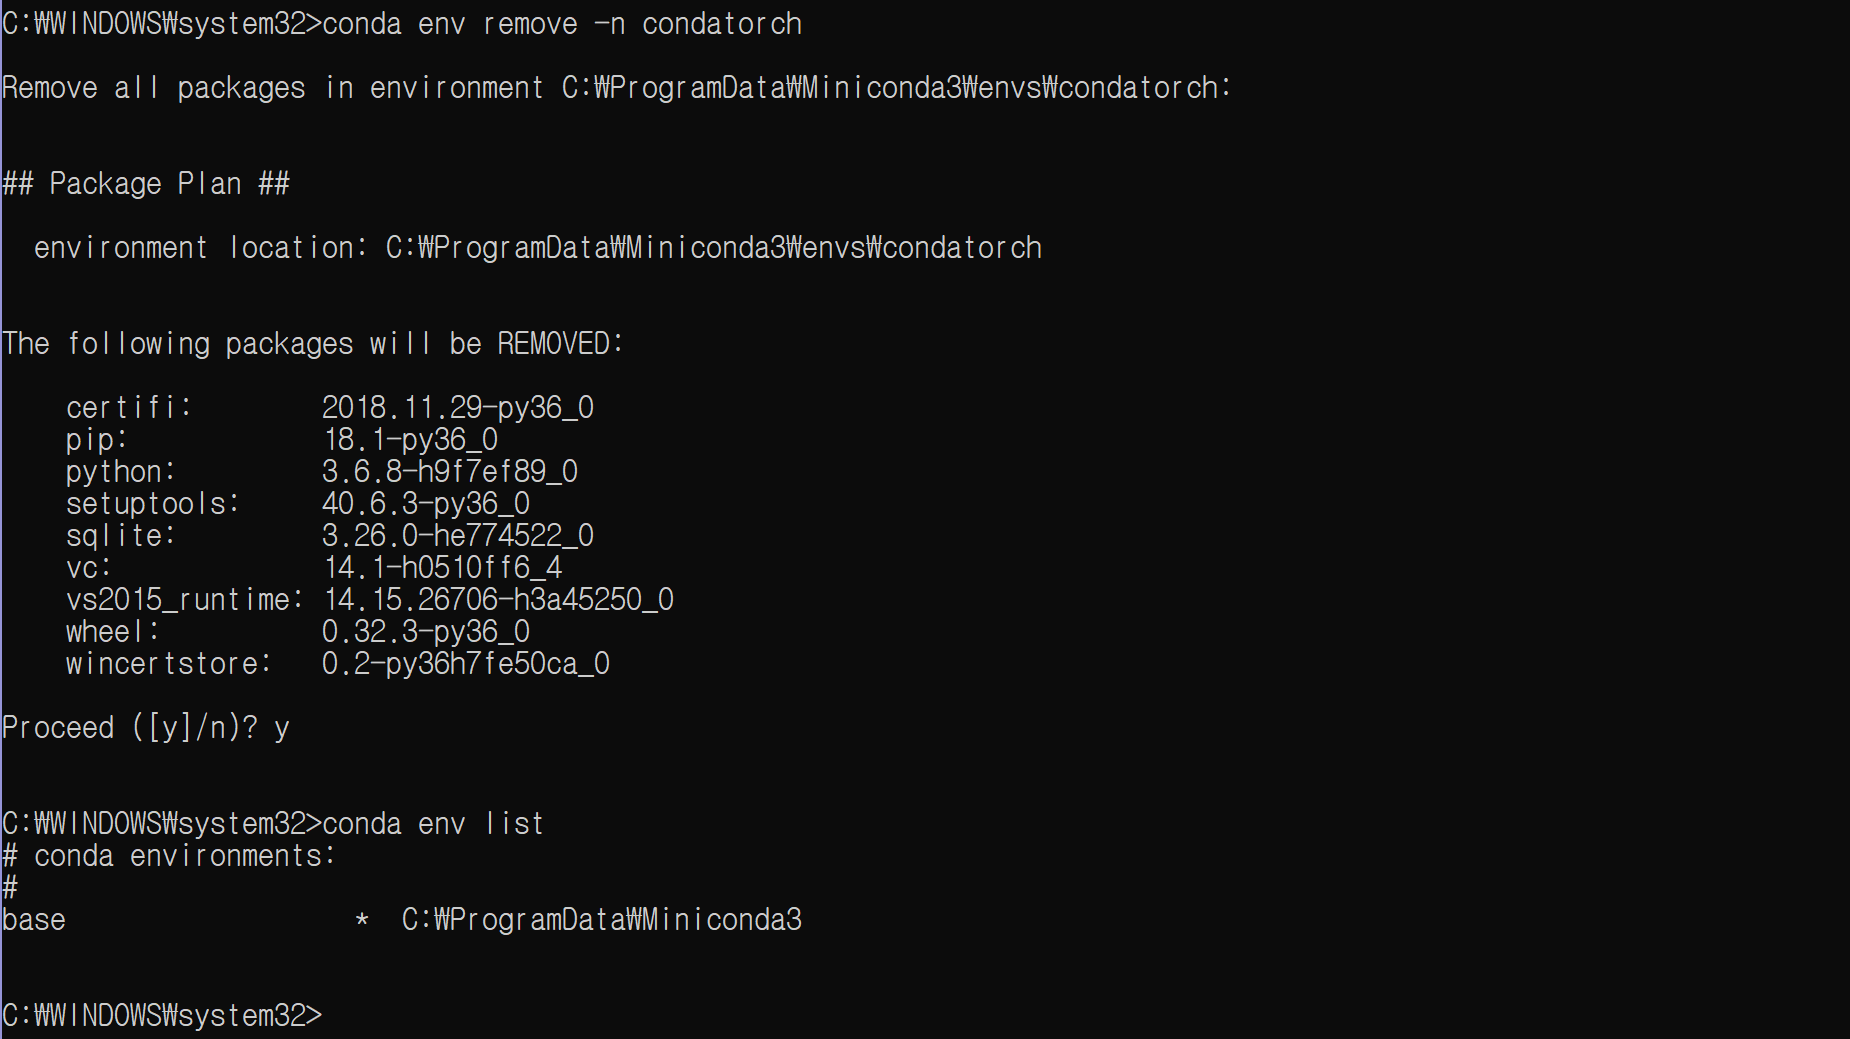 C:₩WINDOWS₩system32>conda env remove -n condatorch
Remove all packages in environment C:₩ProgramData₩Miniconda3₩envs₩condatorch:
## Package Plan ##
  environment location: C:₩ProgramData₩Miniconda3₩envs₩condatorch
The following packages will be REMOVED:
    certifi:        2018.11.29-py36_0
    pip:            18.1-py36_0
    python:         3.6.8-h9f7ef89_0
    setuptools:     40.6.3-py36_0
    sqlite:         3.26.0-he774522_0
    vc:             14.1-h0510ff6_4
    vs2015_runtime: 14.15.26706-h3a45250_0
    wheel:          0.32.3-py36_0
    wincertstore:   0.2-py36h7fe50ca_0
Proceed ([y]/n)? y
C:₩WINDOWS₩system32>conda env list
# conda environments:
#
base                  *  C:₩ProgramData₩Miniconda3
C:₩WINDOWS₩system32>